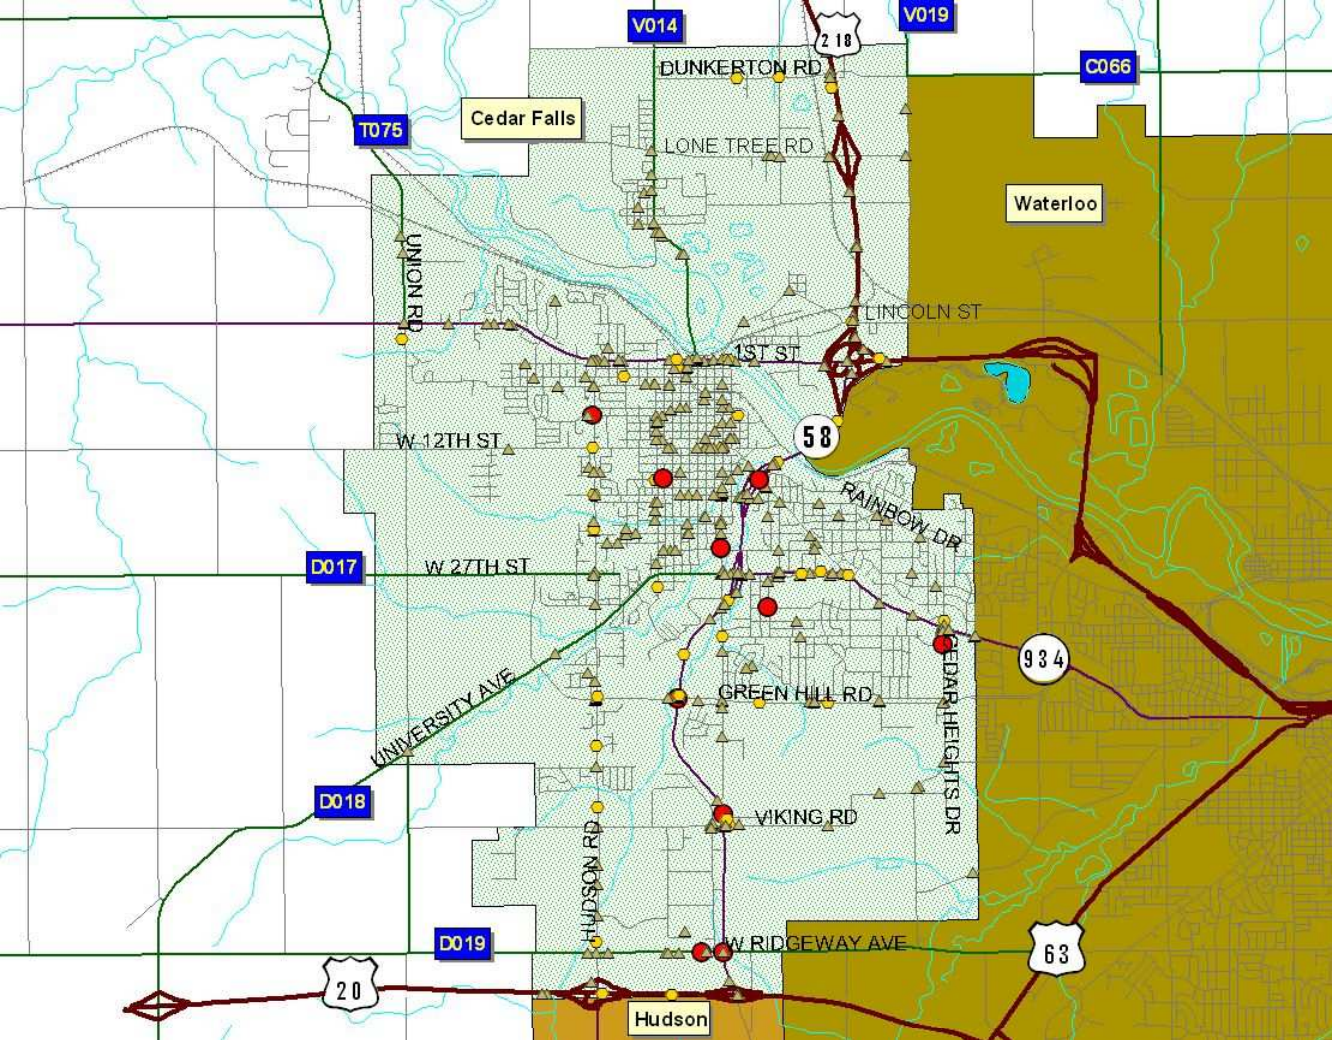 V014
V019
218
DUNKERTON RD
C066
Cedar Falls
T075
LONE TREE RD
Waterloo
UNION RD
LINCOLN ST
1ST ST
W 12TH ST
58
RAINBOW DR
D017
W 27TH ST
934
CEDAR HEIGHTS DR
GREEN HILL RD
UNIVERSITY AVE
D018
VIKING RD
HUDSON RD
D019
W RIDGEWAY AVE
63
20
Hudson